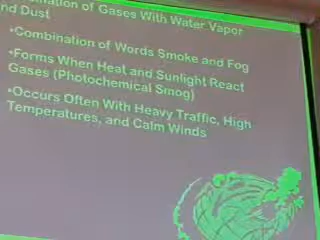 of Gases With Water Vapor
nd Dust
•Combination of Words Smoke and Fog
•Forms When Heat and Sunlight React
Gases (Photochemical Smog)
•Occurs Often With Heavy Traffic, High
Temperatures, and Calm Winds